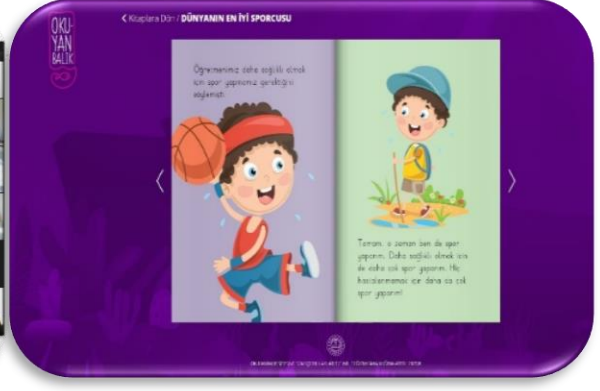 OKU-
YAN
BALIK
Kitaplara Dön / DÜNYANIN EN İYİ SPORCUSU
Öğretmenimiz daha sağlıklı olmak
için spor yapmamız gerektiğini
söylemişti.
Tamam, o zaman ben de spor
yaparım. Daha sağlıklı olmak için
de daha çok spor yaparım. Hiç
hastalanmamak için daha da çok
spor yaparım!